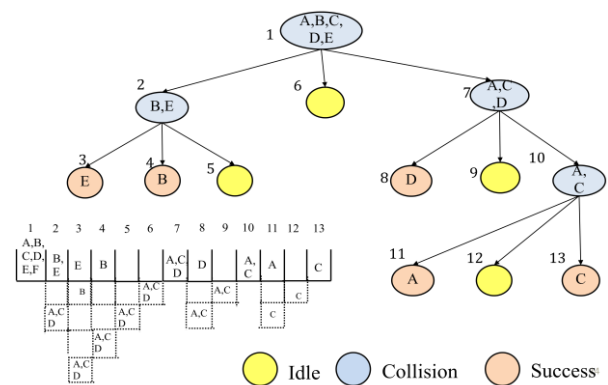 A,B,C,
D,E
1
2
B,E
6
7
A,C
,D
3
E
4
B
5
8
D
9
10
A,
C
11
A
12
13
C
1 2 3 4 5 6 7 8 9 10 11 12 13
A,B,
C,D,
E,F
B,
E
E
B
A,C
D
D
A,
C
A
C
B
A,C
D
A,C
C
A,C
D
A,C
D
A,C
C
A,C
D
A,C
D
Idle
Collision
Success